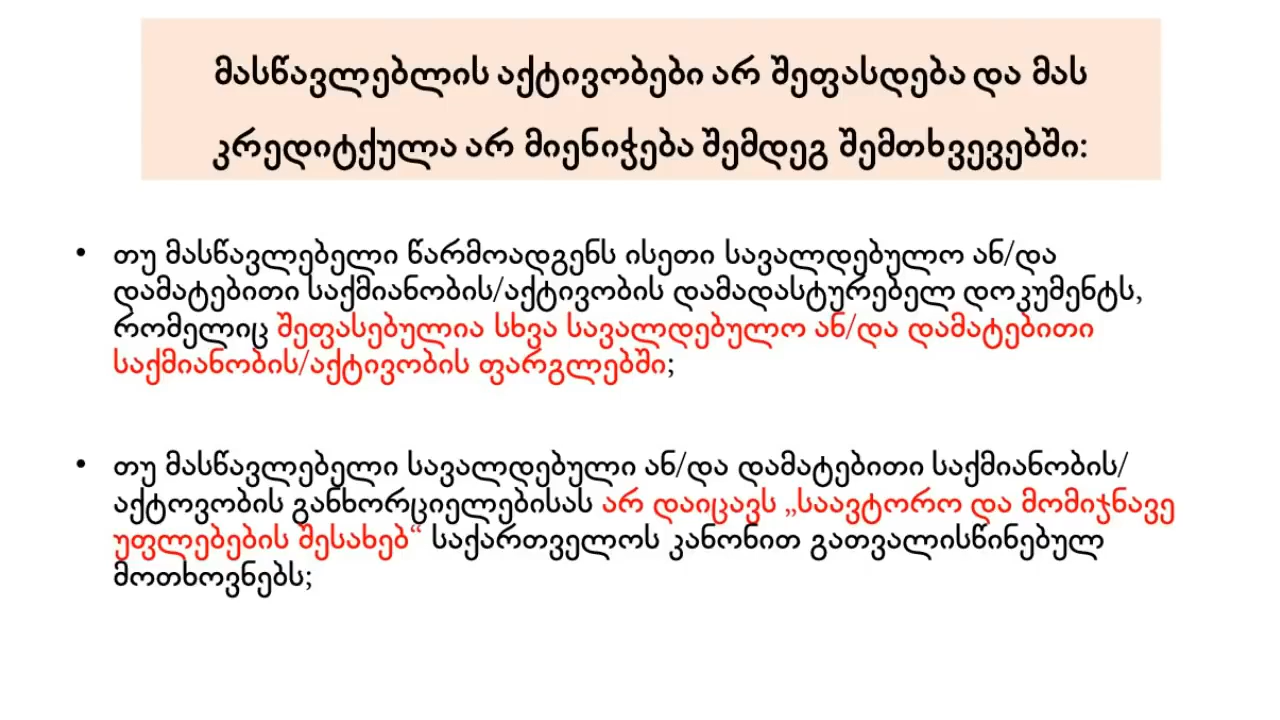 მასწავლებლის აქტივობები არ შეფასდება და მას
კრედიტქულა არ მიენიჭება შემდეგ შემთხვევებში:
• თუ მასწავლებელი წარმოადგენს ისეთი სავალდებულო ან/და
დამატებითი საქმიანობის/აქტივობის დამადასტურებელ დოკუმენტს,
რომელიც შეფასებულია სხვა სავალდებულო ან/და დამატებითი
საქმიანობის/აქტივობის ფარგლებში;
• თუ მასწავლებელი სავალდებული ან/და დამატებითი საქმიანობის/
აქტოვობის განხორციელებისას არ დაიცავს „საავტორო და მომიჯნავე
უფლებების შესახებ“ საქართველოს კანონით გათვალისწინებულ
მოთხოვნებს;